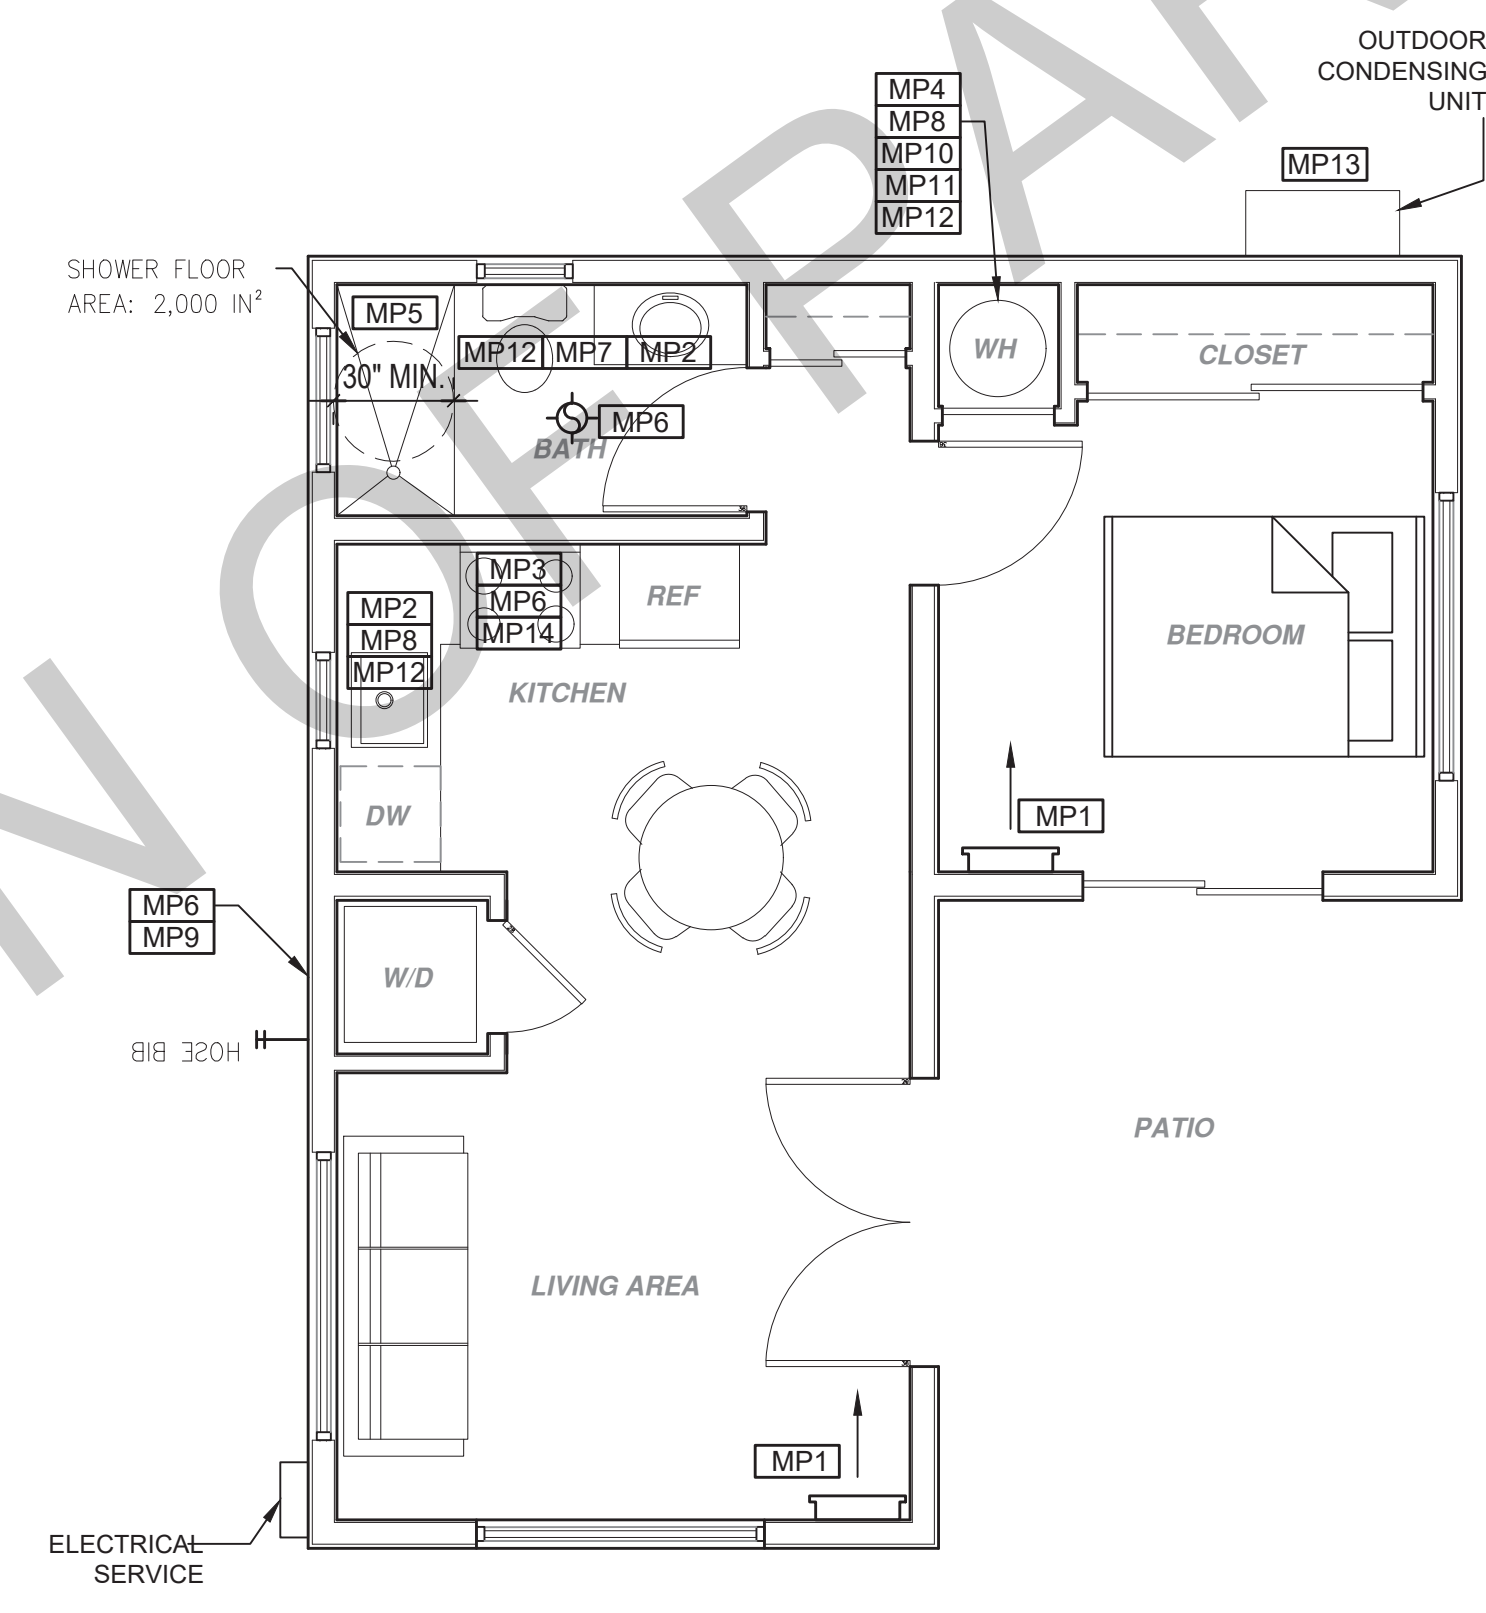 OUTDOOR
CONDENSING
UNIT
MP4
MP8
MP10
MP11
MP12
MP13
SHOWER FLOOR
AREA: 2,000 IN²
MP5
MP12 MP7 MP2
30" MIN.
MP6
BATH
WH
CLOSET
MP3
MP6
MP14
REF
MP2
MP8
MP12
KITCHEN
BEDROOM
DW
MP1
MP6
MP9
W/D
HOSE BIB
PATIO
LIVING AREA
MP1
ELECTRICAL
SERVICE
N OF PAR